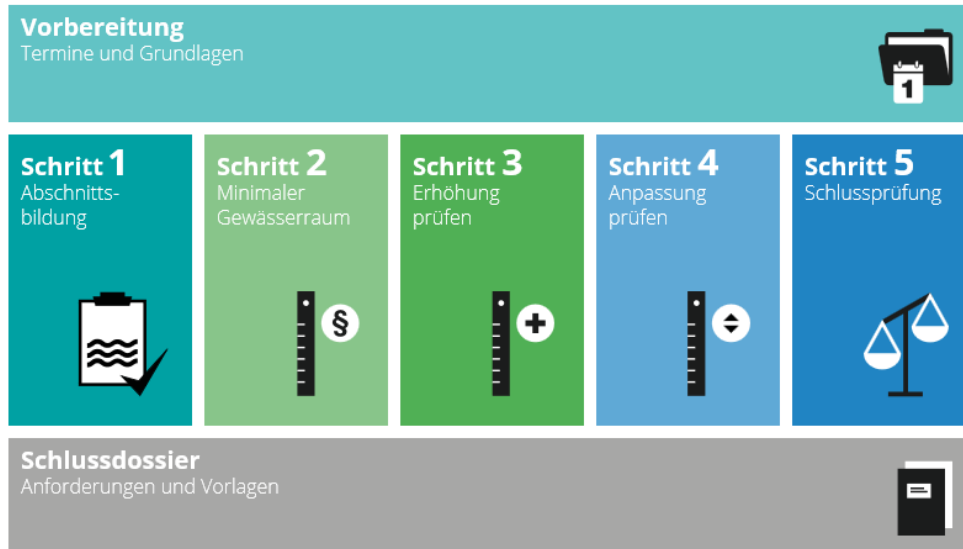 Vorbereitung
Termine und Grundlagen
1
Schritt 1
Abschnitts-
bildung
Schritt 2
Minimaler
Gewässerraum
§
Schritt 3
Erhöhung
prüfen
Schritt 4
Anpassung
prüfen
Schritt 5
Schlussprüfung
Schlussdossier
Anforderungen und Vorlagen